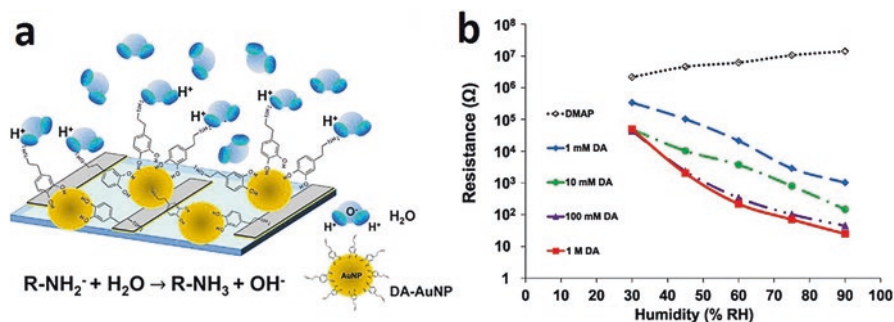 a
H⁺
H⁺
H⁺
H⁺
H⁺
O⁻
H⁺ H⁺
H₂O
AuNP
DA-AuNP
R-NH₂⁻ + H₂O → R-NH₃ + OH⁻
b
Resistance (Ω)
10⁸
10⁷
10⁶
10⁵
10⁴
10³
10²
10
1
DMAP
1 mM DA
10 mM DA
100 mM DA
1 M DA
0 10 20 30 40 50 60 70 80 90 100
Humidity (% RH)